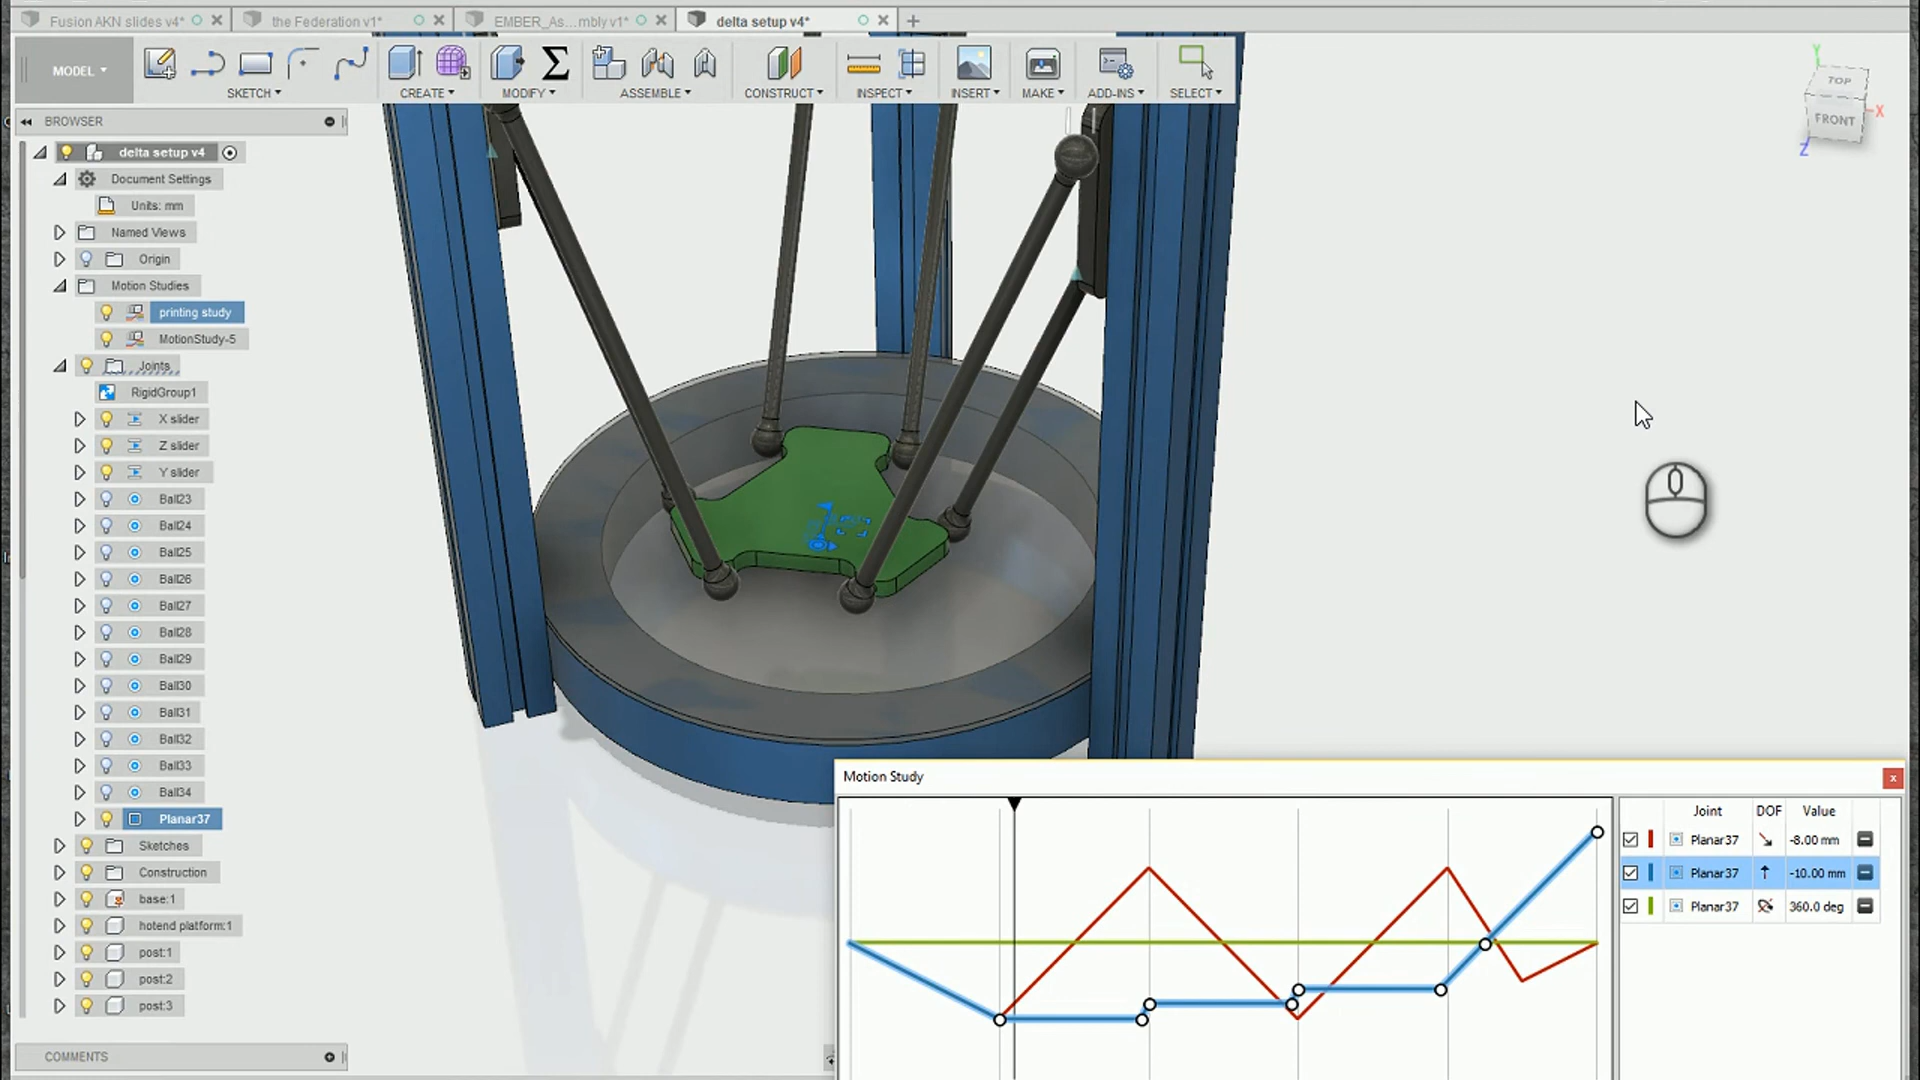 Fusion AKN slides v4*
the Federation v1*
EMBER_As...mbly v1*
delta setup v4*
MODEL
SKETCH
CREATE
MODIFY
ASSEMBLE
CONSTRUCT
INSPECT
INSERT
MAKE
ADD-INS
SELECT
Y
TOP
FRONT
X
Z
BROWSER
delta setup v4
Document Settings
Units: mm
Named Views
Origin
Motion Studies
printing study
MotionStudy-5
Joints
RigidGroup1
X slider
Z slider
Y slider
Ball23
Ball24
Ball25
Ball26
Ball27
Ball28
Ball29
Ball30
Ball31
Ball32
Ball33
Ball34
Planar37
Sketches
Construction
base:1
hotend platform:1
post:1
post:2
post:3
COMMENTS
Motion Study
x
Joint DOF Value
Planar37 -8.00 mm
Planar37 -10.00 mm
Planar37 360.0 deg